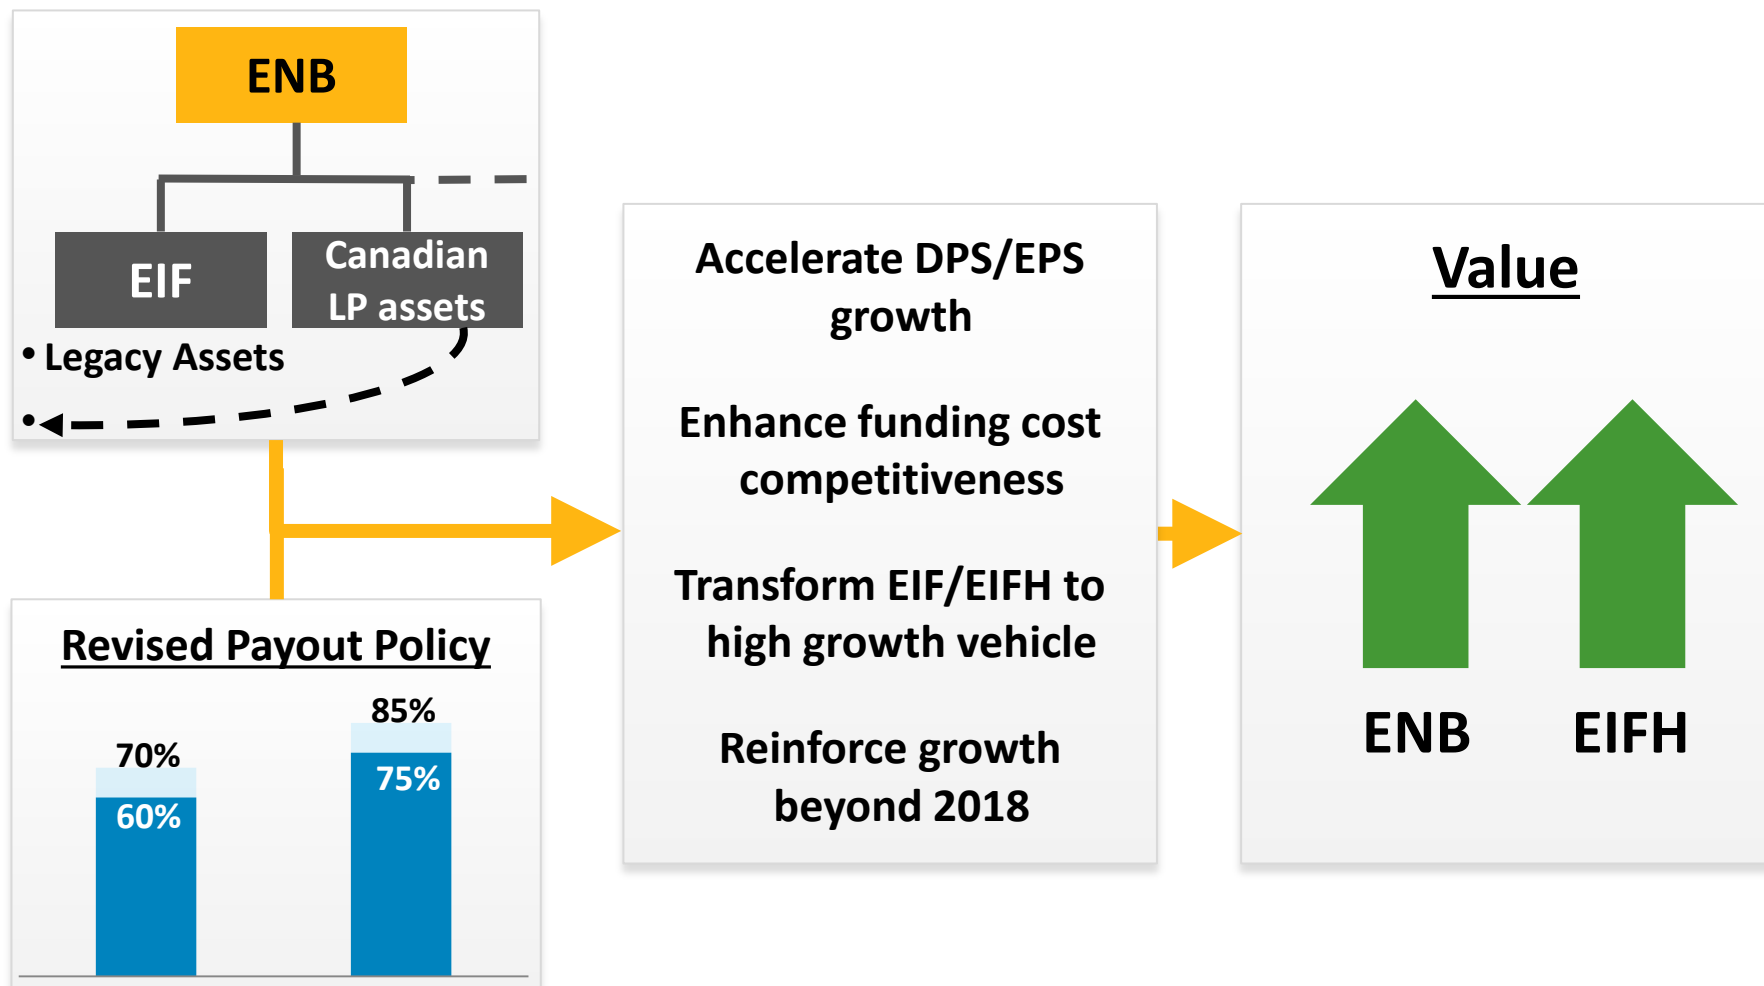 ENB
EIF
Canadian
LP assets
• Legacy Assets
•
Revised Payout Policy
70%
60%
85%
75%
Accelerate DPS/EPS
growth
Enhance funding cost
competitiveness
Transform EIF/EIFH to
high growth vehicle
Reinforce growth
beyond 2018
Value
ENB
EIFH